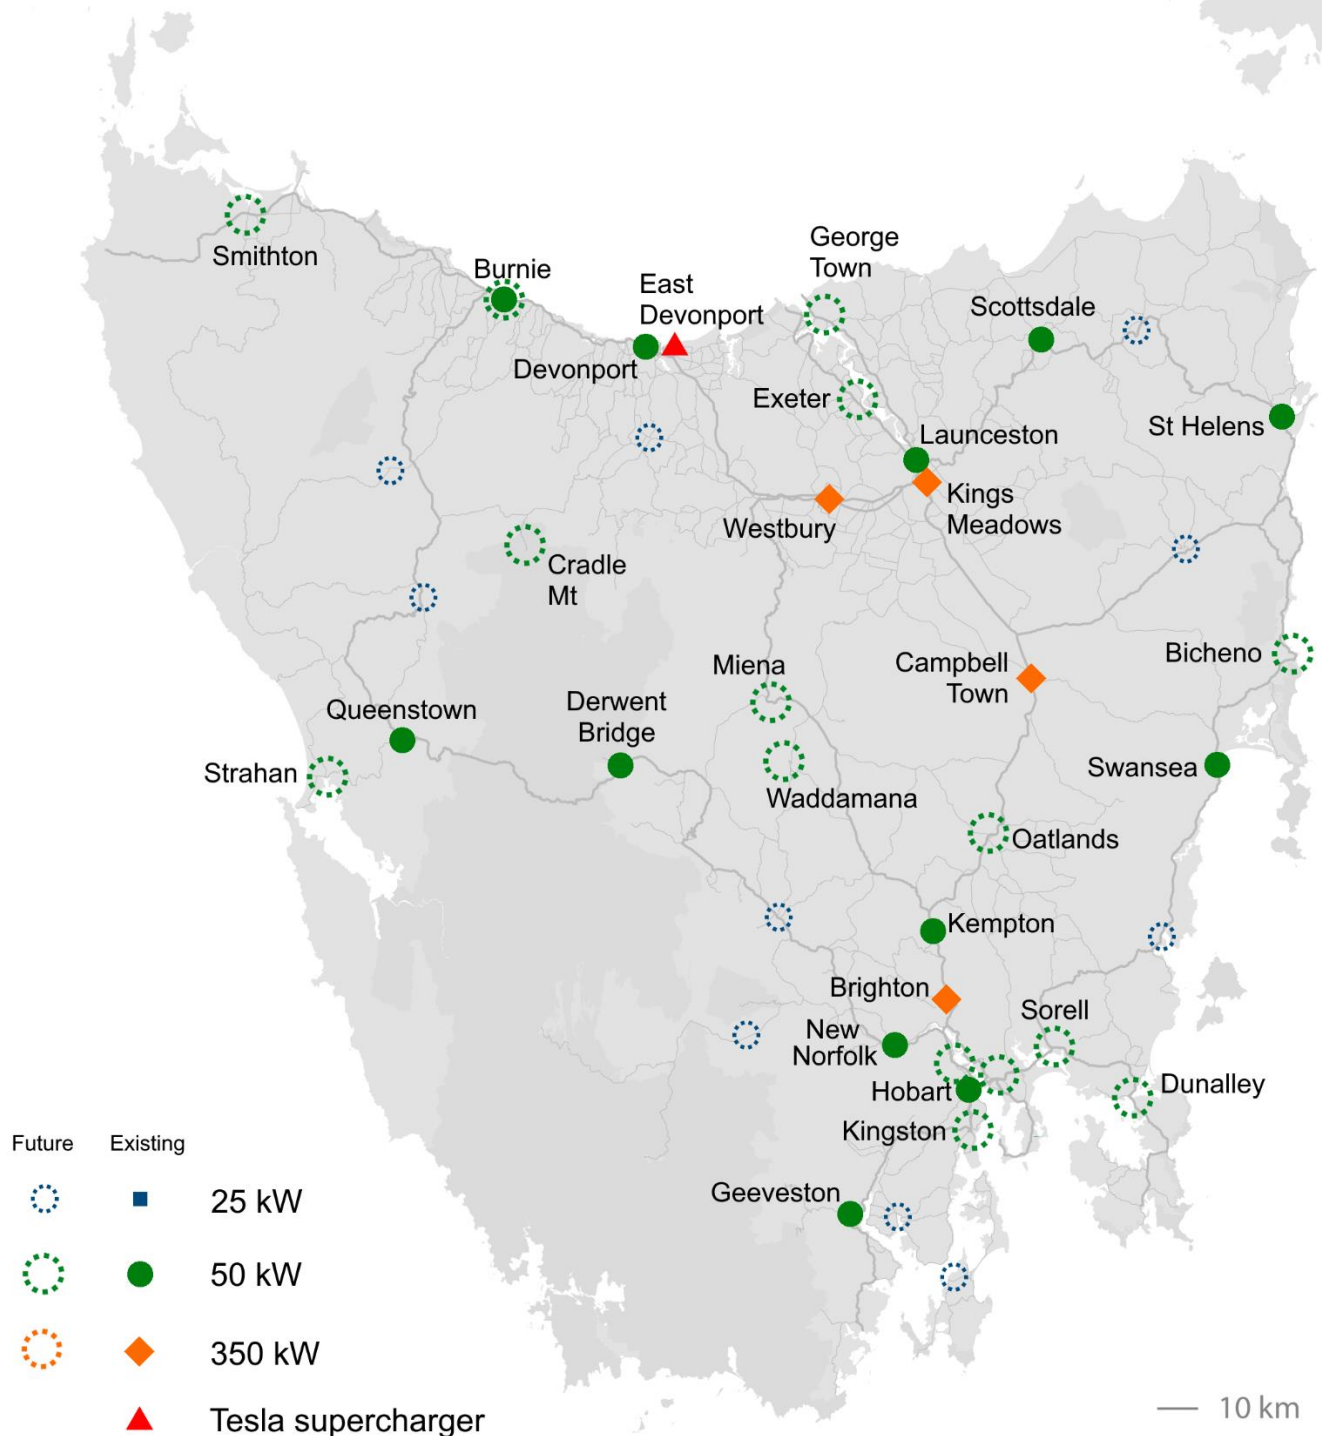 George
Town
Smithton
Burnie
East
Devonport
Scottsdale
Devonport
Exeter
St Helens
Launceston
Kings
Meadows
Westbury
Cradle
Mt
Miena
Campbell
Town
Bicheno
Queenstown
Derwent
Bridge
Strahan
Swansea
Waddamana
Oatlands
Kempton
Brighton
Sorell
New
Norfolk
Hobart
Dunalley
Kingston
Geeveston
Future Existing
25 kW
50 kW
350 kW
Tesla supercharger
10 km